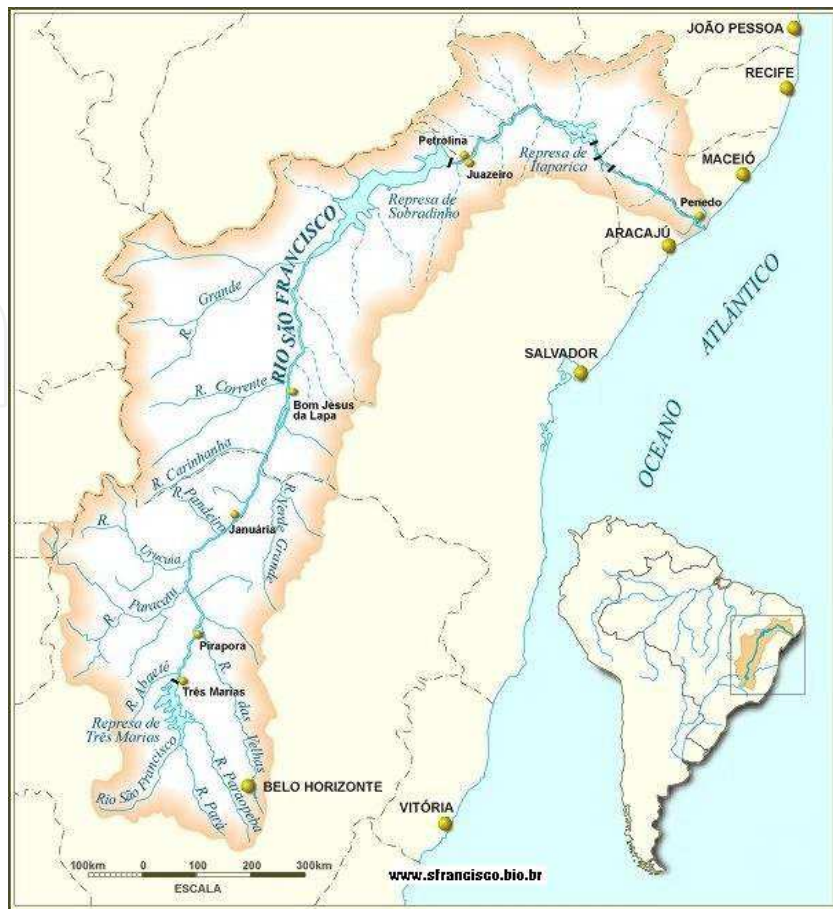 JOÃO PESSOA
RECIFE
MACEIÓ
Petrolina
Juazeiro
Represa de
Itaparica
Represa de
Sobradinho
Penedo
ARACAJÚ
RIO SÃO FRANCISCO
R. Grande
ATLÂNTICO
OCEANO
SALVADOR
R. Corrente
Bom Jesus
da Lapa
R. Carinhanha
R. Pandeiro
R. Verde Grande
Januária
R. Urucuia
R. Paracatu
Pirapora
R. Abaeté
Três Marias
R. das Velhas
Represa de
Três Marias
Rio São Francisco
R. Pará
R. Paraopeba
BELO HORIZONTE
VITÓRIA
100km 0 100 200 300km
ESCALA
www.sfrancisco.bio.br